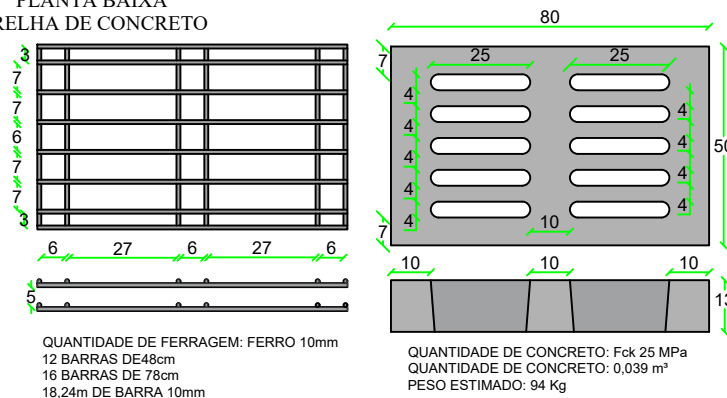 PLANTA BAIXA
RELHA DE CONCRETO
3
7
7
6
7
7
3
6 27 6 27 6
5
QUANTIDADE DE FERRAGEM: FERRO 10mm
12 BARRAS DE48cm
16 BARRAS DE 78cm
18,24m DE BARRA 10mm
80
7
25 25
4
4
4
4
4
4
4
4
4
50
7
10
10 10 10
13
QUANTIDADE DE CONCRETO: Fck 25 MPa
QUANTIDADE DE CONCRETO: 0,039 m³
PESO ESTIMADO: 94 Kg